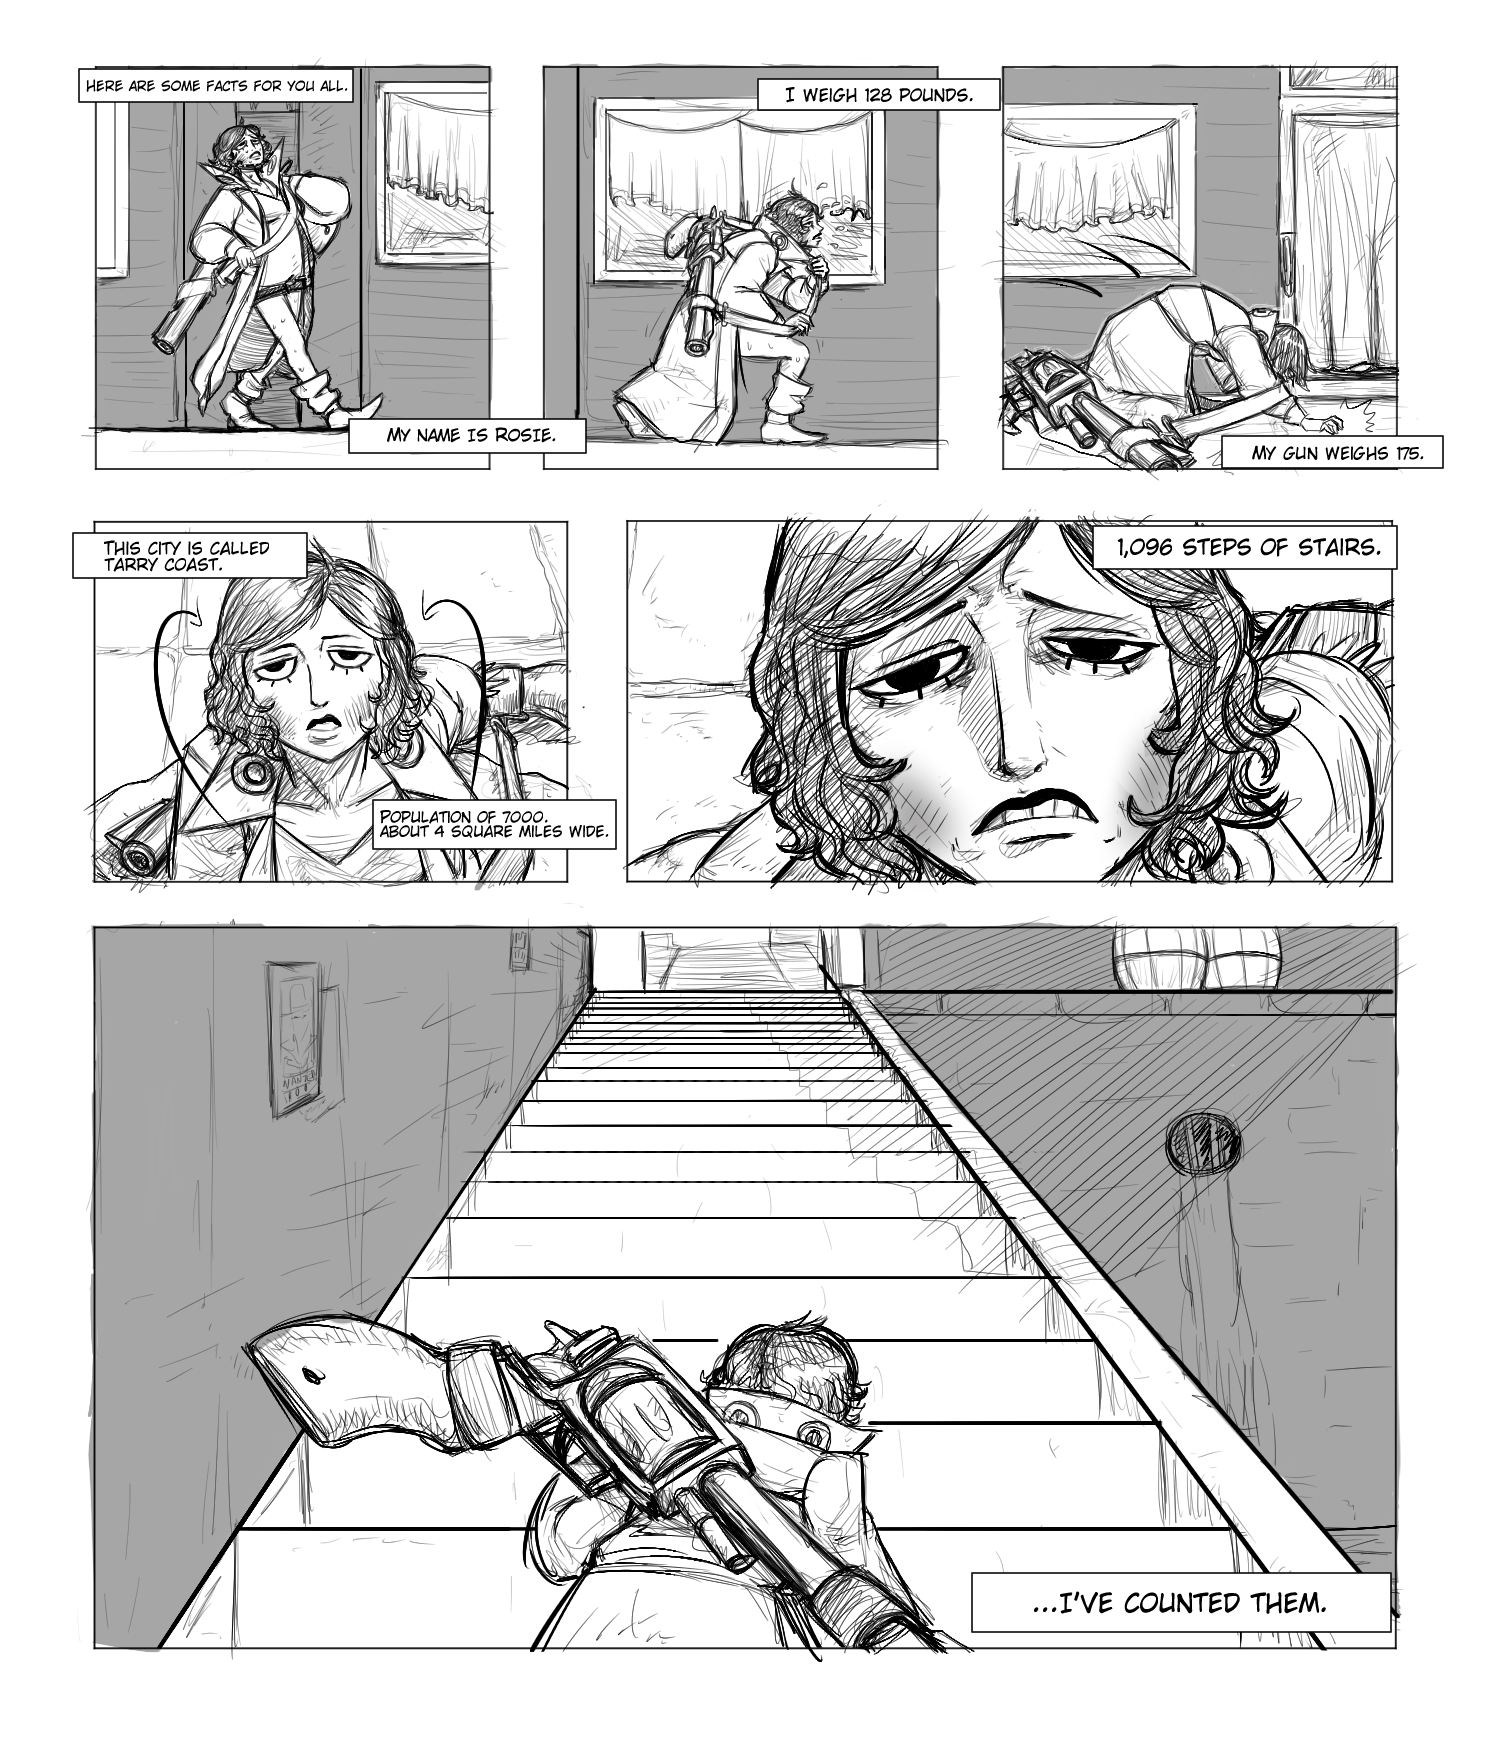 HERE ARE SOME FACTS FOR YOU ALL.
MY NAME IS ROSIE.
I WEIGH 128 POUNDS.
MY GUN WEIGHS 175.
THIS CITY IS CALLED
TARRY COAST.
POPULATION OF 7000.
ABOUT 4 SQUARE MILES WIDE.
1,096 STEPS OF STAIRS.
WANTED
...I'VE COUNTED THEM.